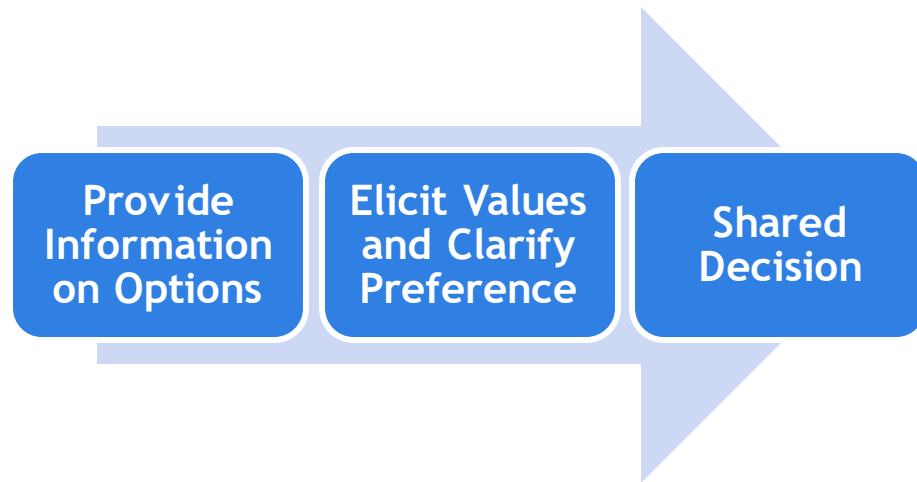 Provide
Information
on Options
Elicit Values
and Clarify
Preference
Shared
Decision